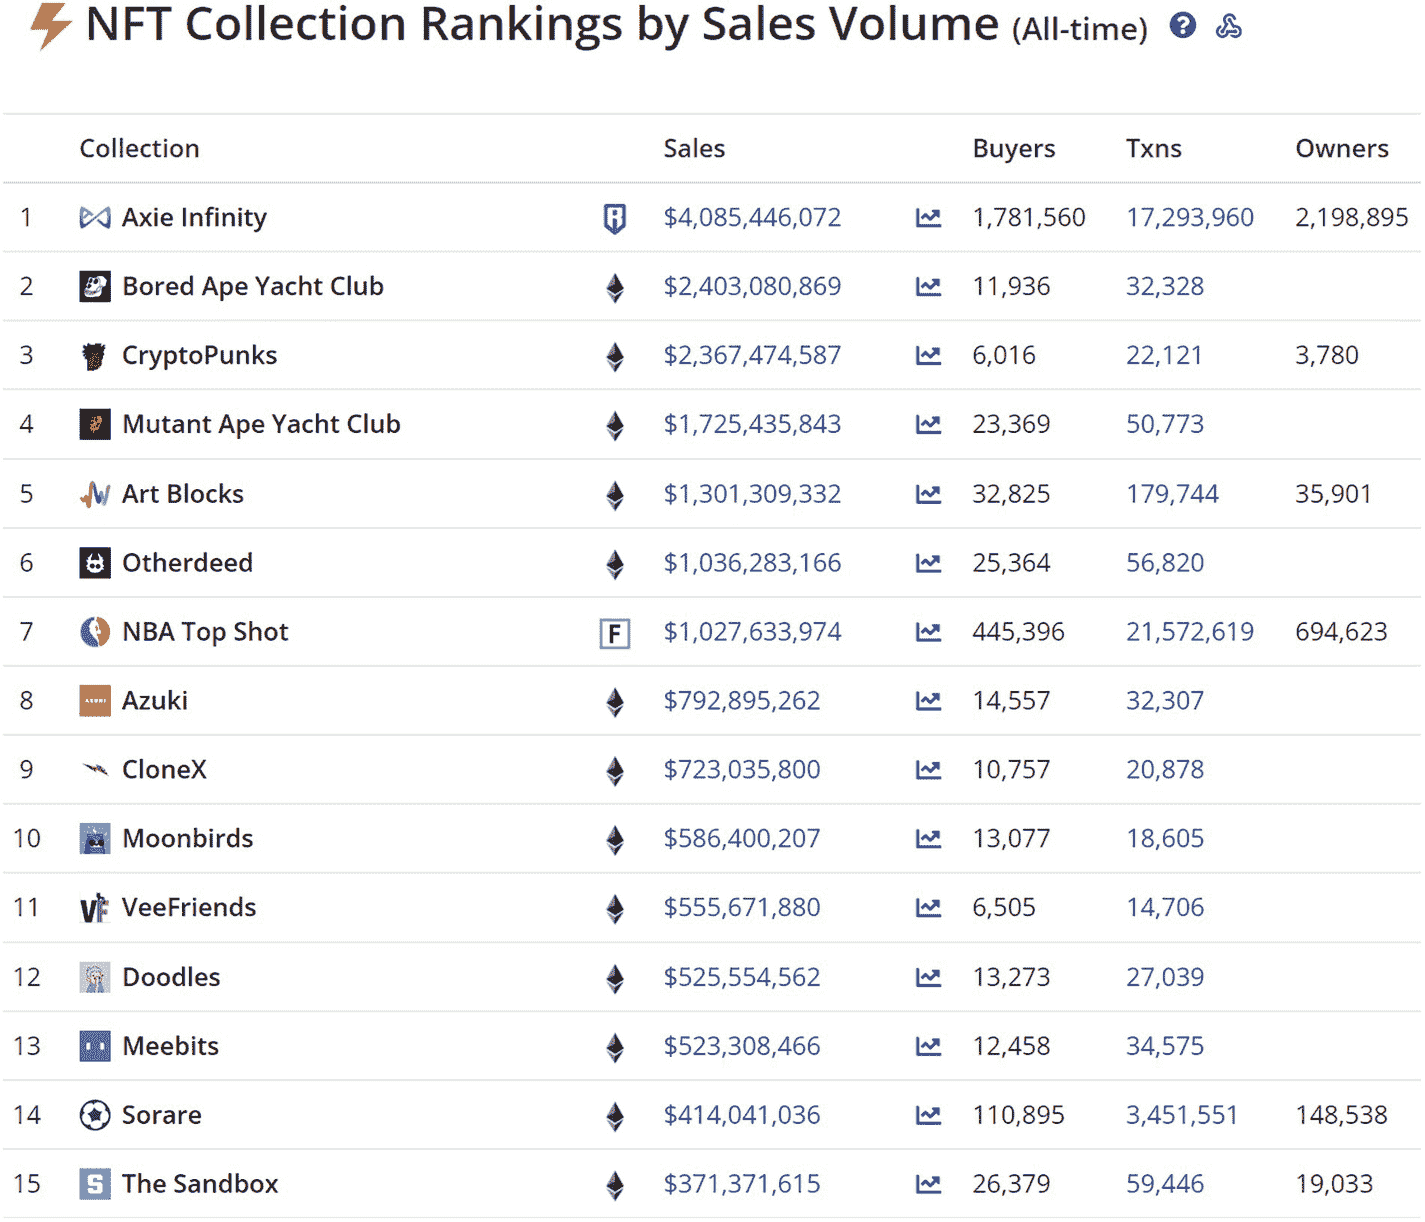 NFT Collection Rankings by Sales Volume (All-time) ?
Collection Sales Buyers Txns Owners
1 Axie Infinity $4,085,446,072 1,781,560 17,293,960 2,198,895
2 Bored Ape Yacht Club $2,403,080,869 11,936 32,328
3 CryptoPunks $2,367,474,587 6,016 22,121 3,780
4 Mutant Ape Yacht Club $1,725,435,843 23,369 50,773
5 Art Blocks $1,301,309,332 32,825 179,744 35,901
6 Otherdeed $1,036,283,166 25,364 56,820
7 NBA Top Shot F $1,027,633,974 445,396 21,572,619 694,623
8 AZUKI Azuki $792,895,262 14,557 32,307
9 CloneX $723,035,800 10,757 20,878
10 Moonbirds $586,400,207 13,077 18,605
11 VF VeeFriends $555,671,880 6,505 14,706
12 Doodles $525,554,562 13,273 27,039
13 Meebits $523,308,466 12,458 34,575
14 Sorare $414,041,036 110,895 3,451,551 148,538
15 S The Sandbox $371,371,615 26,379 59,446 19,033